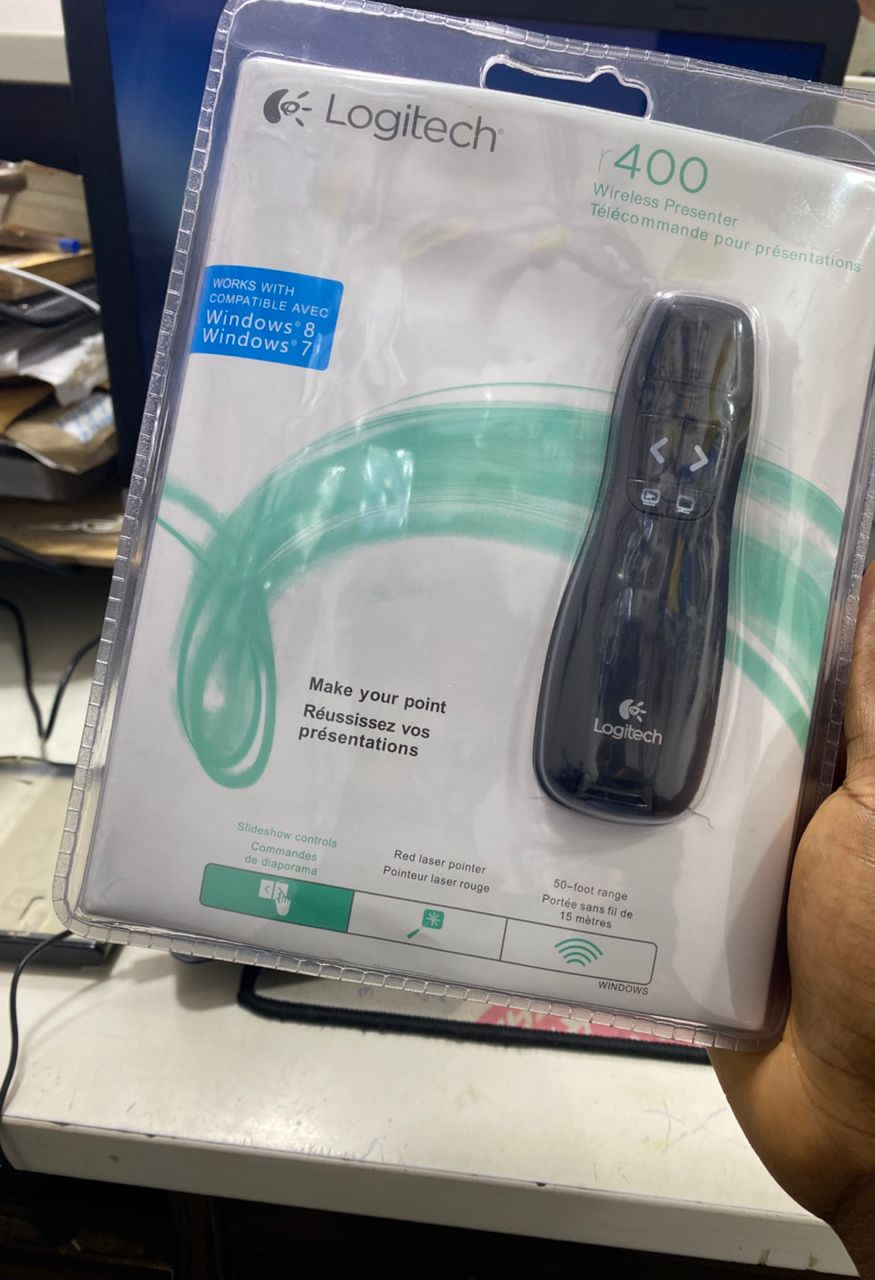 Logitech
r400
Wireless Presenter
Télécommande pour présentations
WORKS WITH
COMPATIBLE AVEC
Windows® 8
Windows® 7
Make your point
Réussissez vos
présentations
Logitech
Slideshow controls
Commandes
de diaporama
Red laser pointer
Pointeur laser rouge
50-foot range
Portée sans fil de
15 mètres
WINDOWS